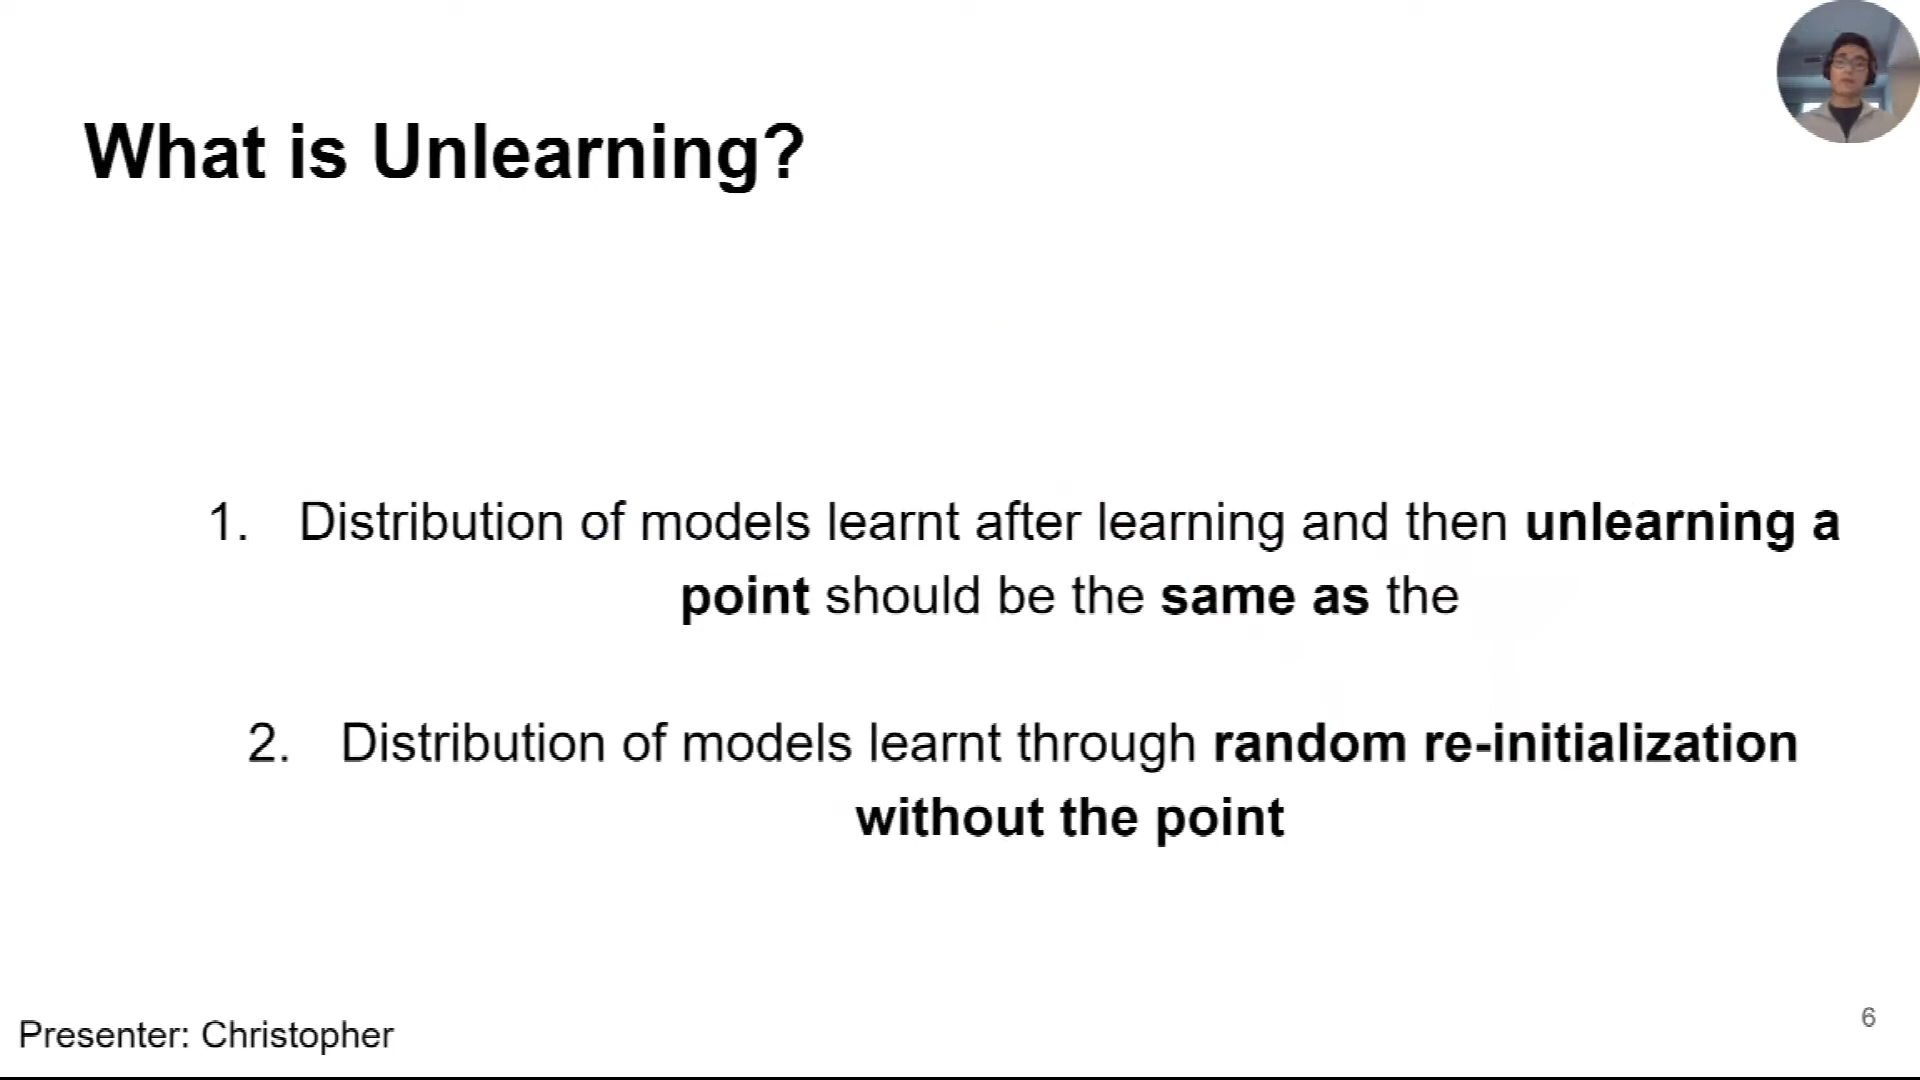 What is Unlearning?
1. Distribution of models learnt after learning and then unlearning a
point should be the same as the
2. Distribution of models learnt through random re-initialization
without the point
Presenter: Christopher
6